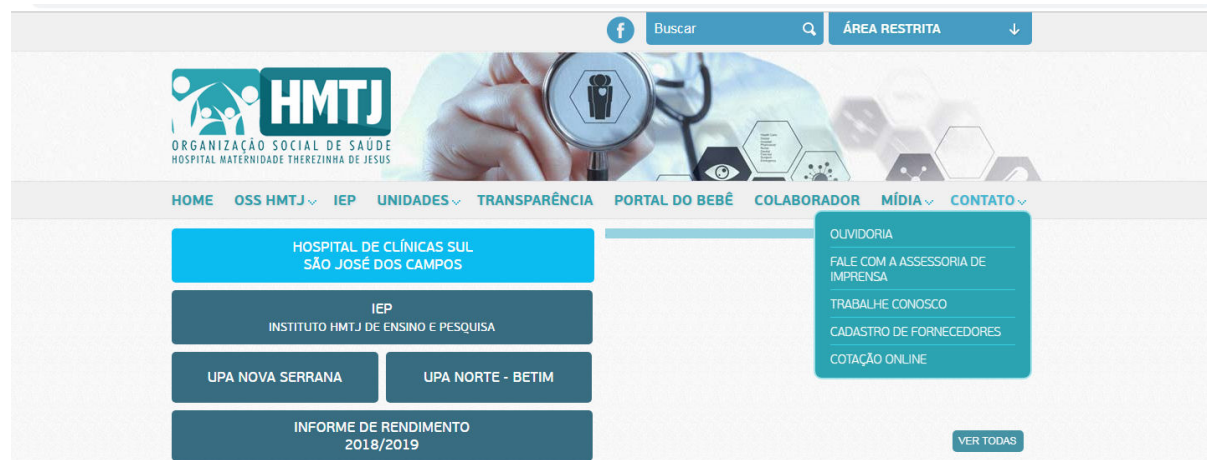 Buscar
ÁREA RESTRITA
HMTJ
ORGANIZAÇÃO SOCIAL DE SAÚDE
HOSPITAL MATERNIDADE THEREZINHA DE JESUS
HOME OSS HMTJ IEP UNIDADES TRANSPARÊNCIA PORTAL DO BEBÊ COLABORADOR MÍDIA CONTATO
HOSPITAL DE CLÍNICAS SUL
SÃO JOSÉ DOS CAMPOS
IEP
INSTITUTO HMTJ DE ENSINO E PESQUISA
UPA NOVA SERRANA
UPA NORTE - BETIM
INFORME DE RENDIMENTO
2018/2019
OUVIDORIA
FALE COM A ASSESSORIA DE
IMPRENSA
TRABALHE CONOSCO
CADASTRO DE FORNECEDORES
COTAÇÃO ONLINE
VER TODAS